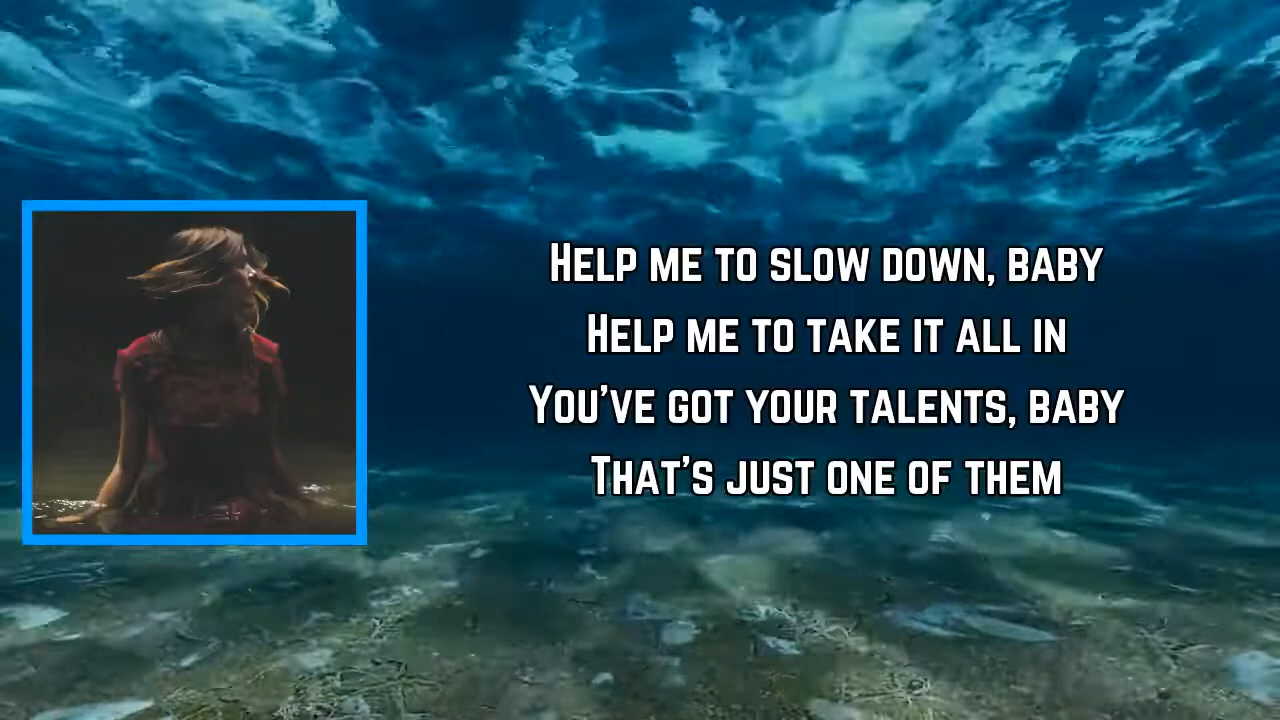 Help me to slow down, baby
Help me to take it all in
You've got your talents, baby
That's just one of them